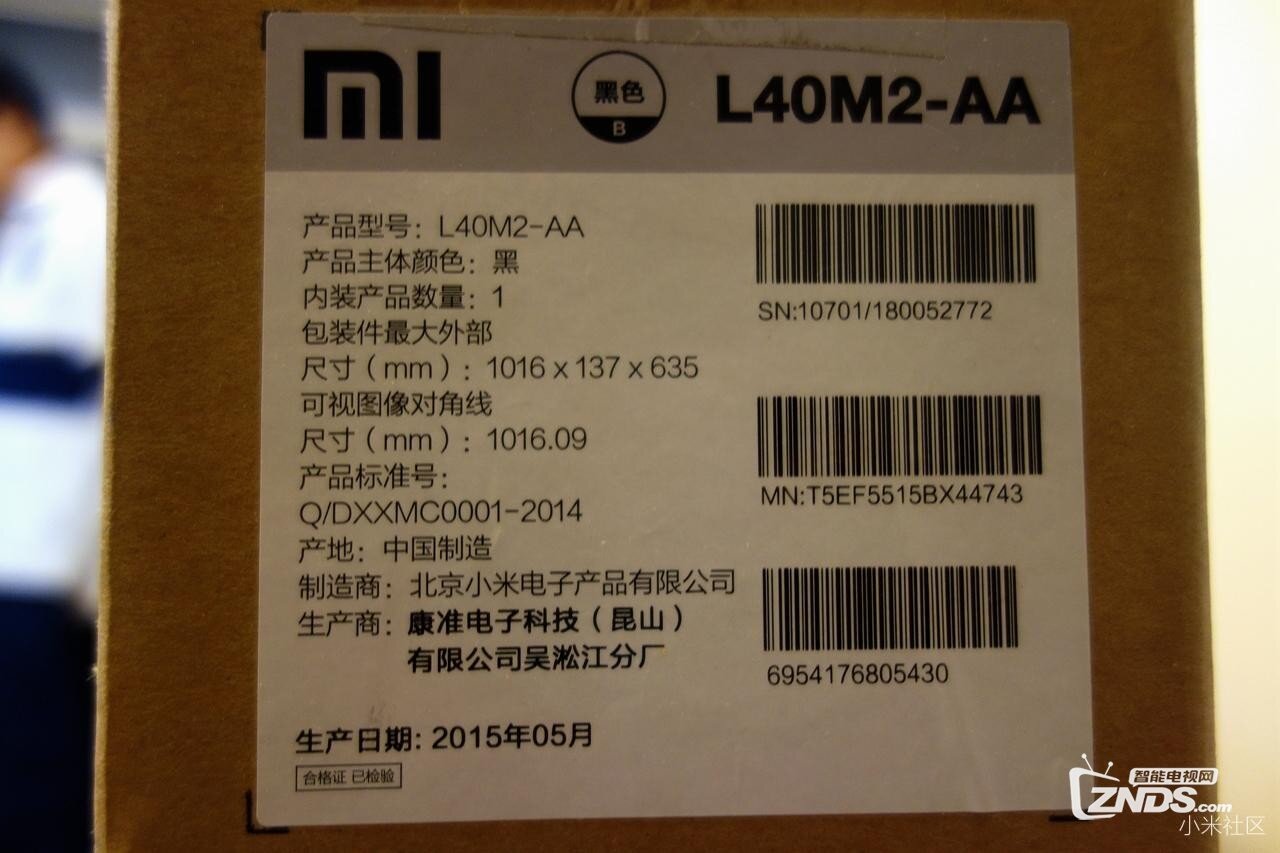 MI
黑色
B
L40M2-AA
产品型号：L40M2-AA
产品主体颜色：黑
内装产品数量：1
包装件最大外部
尺寸（mm）：1016 x 137 x 635
可视图像对角线
尺寸（mm）：1016.09
产品标准号：
Q/DXXMC0001-2014
产地：中国制造
制造商：北京小米电子产品有限公司
生产商：康准电子科技（昆山）
有限公司吴淞江分厂
生产日期: 2015年05月
合格证 已检验
SN:10701/180052772
MN:T5EF5515BX44743
6954176805430
智能电视网
ZNDS.com
小米社区